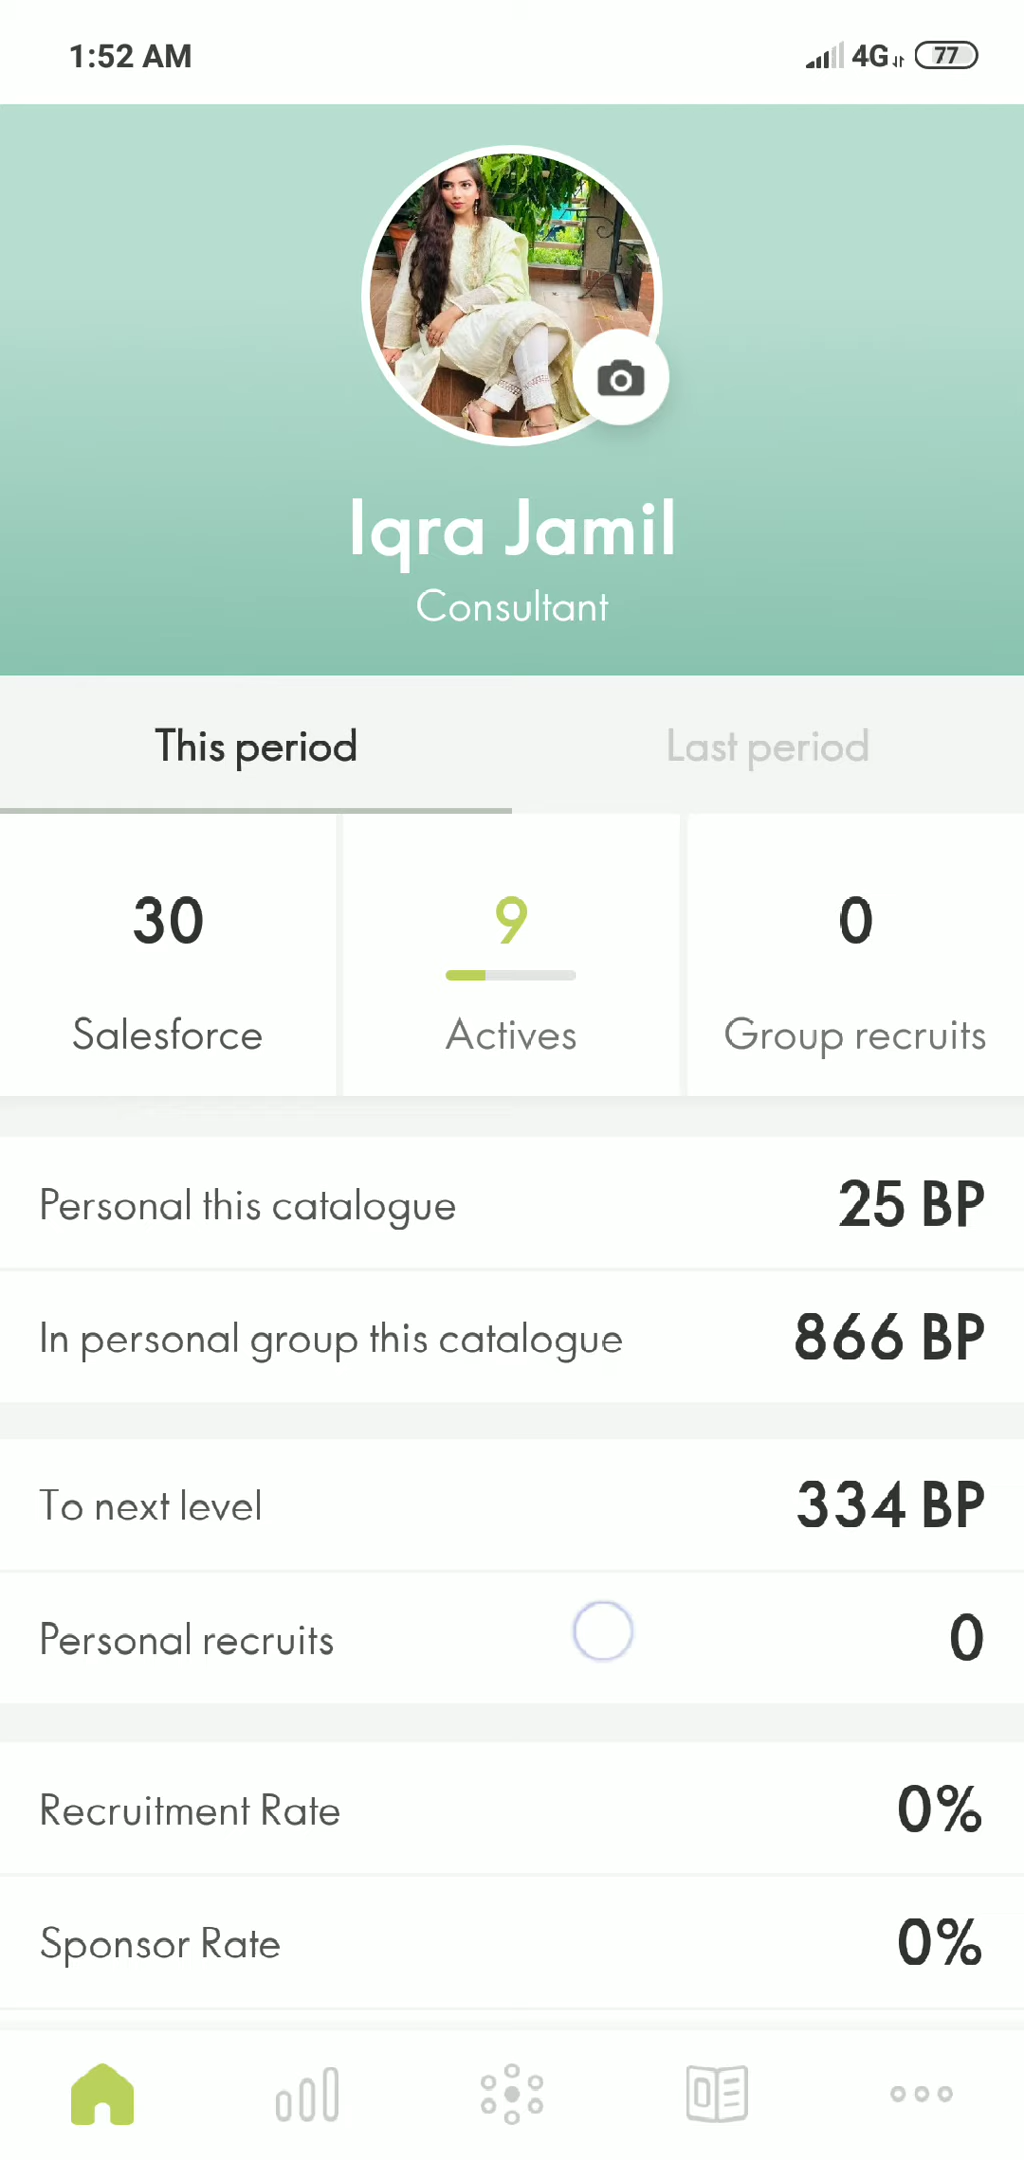 1:52 AM
4G 77
Iqra Jamil
Consultant
This period
Last period
30
9
0
Salesforce
Actives
Group recruits
Personal this catalogue
25 BP
In personal group this catalogue
866 BP
To next level
334 BP
Personal recruits
0
Recruitment Rate
0%
Sponsor Rate
0%